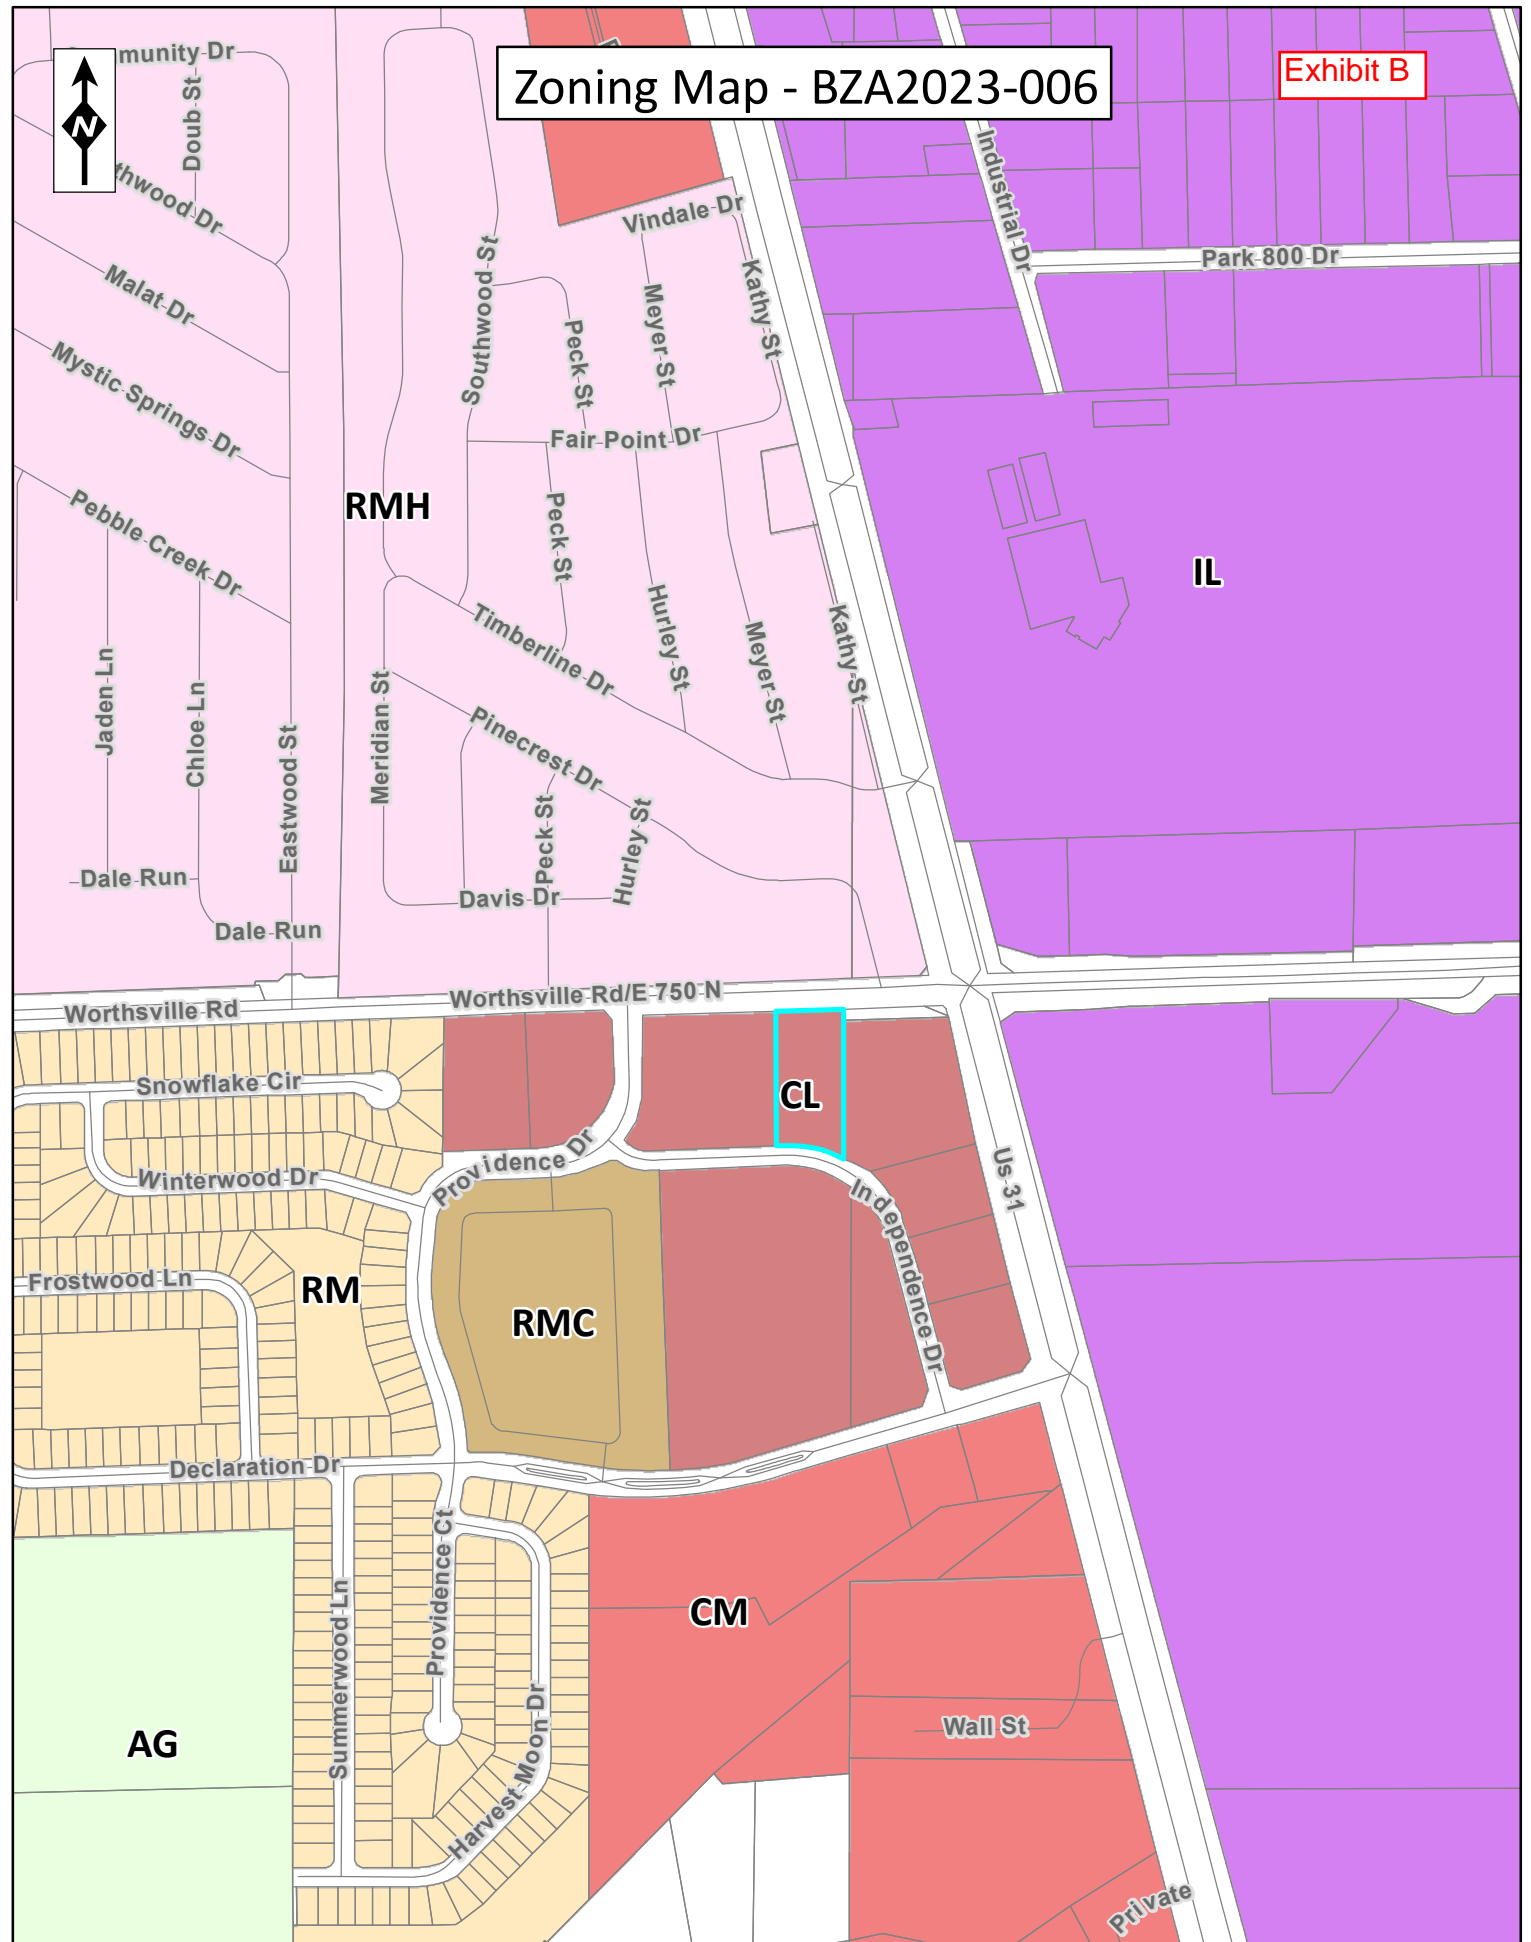 Zoning Map - BZA2023-006
Exhibit B
N
munity Dr
Doub St
thwood Dr
Malat Dr
Mystic Springs Dr
Pebble Creek Dr
Jaden Ln
Chloe Ln
Eastwood St
Dale Run
Dale Run
RMH
Southwood St
Vindale Dr
Kathy St
Meyer St
Peck St
Fair Point Dr
Peck St
Hurley St
Meyer St
Kathy St
Timberline Dr
Meridian St
Pinecrest Dr
Peck St
Hurley St
Davis Dr
Industrial Dr
Park 800 Dr
IL
Worthsville Rd
Worthsville Rd/E 750 N
Snowflake Cir
Winterwood Dr
Frostwood Ln
RM
Providence Dr
CL
Independence Dr
Us 31
RMC
Declaration Dr
Providence Ct
Summerwood Ln
Harvest Moon Dr
AG
CM
Wall St
Private